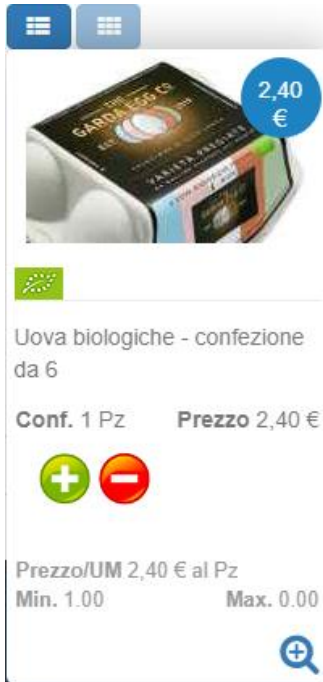 2,40
€
THE
GARDA EGG CO.
VARIETÀ PREGIATE
Uova biologiche - confezione
da 6
Conf. 1 Pz Prezzo 2,40 €
Prezzo/UM 2,40 € al Pz
Min. 1.00 Max. 0.00